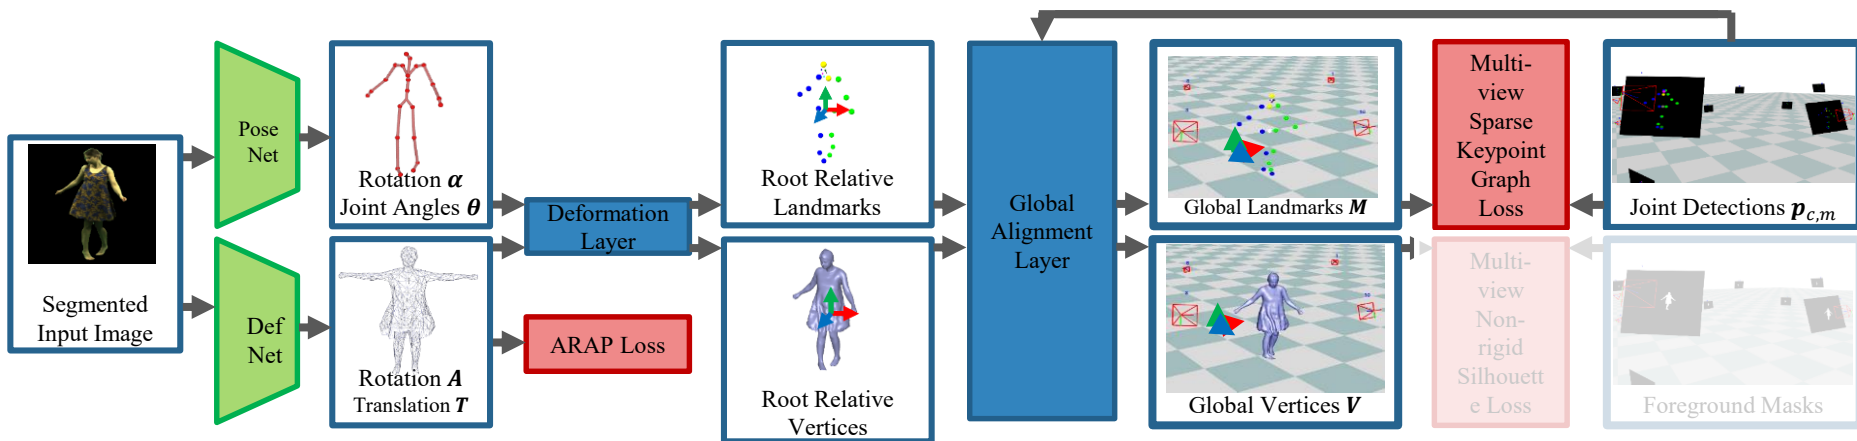 Segmented
Input Image
Pose
Net
Def
Net
Rotation α
Joint Angles θ
Rotation A
Translation T
Deformation
Layer
ARAP Loss
Root Relative
Landmarks
Root Relative
Vertices
Global
Alignment
Layer
Global Landmarks M
Global Vertices V
Multi-
view
Sparse
Keypoint
Graph
Loss
Multi-
view
Non-
rigid
Silhouett
e Loss
Joint Detections p_{c,m}
Foreground Masks